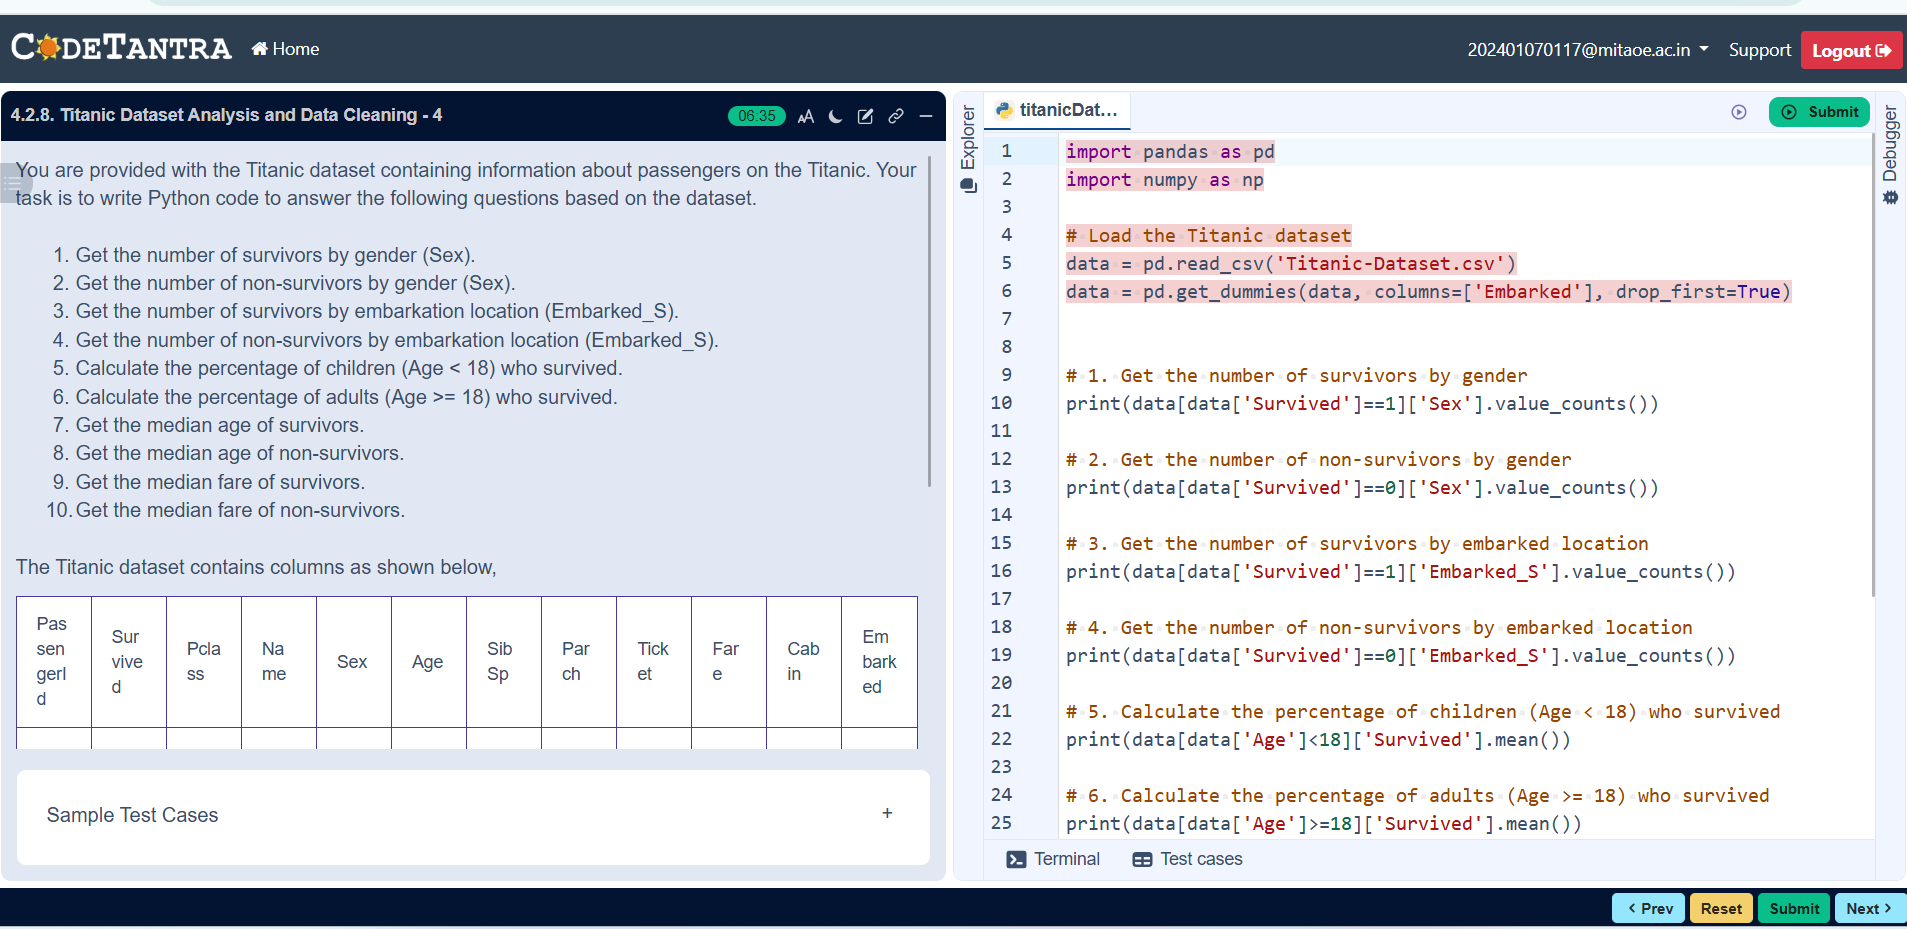 CODETANTRA Home 202401070117@mitaoe.ac.in Support Logout
4.2.8. Titanic Dataset Analysis and Data Cleaning - 4 06:35 AA
You are provided with the Titanic dataset containing information about passengers on the Titanic. Your
task is to write Python code to answer the following questions based on the dataset.
1. Get the number of survivors by gender (Sex).
2. Get the number of non-survivors by gender (Sex).
3. Get the number of survivors by embarkation location (Embarked_S).
4. Get the number of non-survivors by embarkation location (Embarked_S).
5. Calculate the percentage of children (Age < 18) who survived.
6. Calculate the percentage of adults (Age >= 18) who survived.
7. Get the median age of survivors.
8. Get the median age of non-survivors.
9. Get the median fare of survivors.
10. Get the median fare of non-survivors.
The Titanic dataset contains columns as shown below,
Pas
sen
gerI
d
Sur
vive
d
Pcla
ss
Na
me
Sex
Age
Sib
Sp
Par
ch
Tick
et
Far
e
Cab
in
Em
bark
ed
Sample Test Cases +
Explorer
titanicDat...
Submit
Debugger
1 import pandas as pd
2 import numpy as np
3
4 # Load the Titanic dataset
5 data = pd.read_csv('Titanic-Dataset.csv')
6 data = pd.get_dummies(data, columns=['Embarked'], drop_first=True)
7
8
9 # 1. Get the number of survivors by gender
10 print(data[data['Survived']==1]['Sex'].value_counts())
11
12 # 2. Get the number of non-survivors by gender
13 print(data[data['Survived']==0]['Sex'].value_counts())
14
15 # 3. Get the number of survivors by embarked location
16 print(data[data['Survived']==1]['Embarked_S'].value_counts())
17
18 # 4. Get the number of non-survivors by embarked location
19 print(data[data['Survived']==0]['Embarked_S'].value_counts())
20
21 # 5. Calculate the percentage of children (Age < 18) who survived
22 print(data[data['Age']<18]['Survived'].mean())
23
24 # 6. Calculate the percentage of adults (Age >= 18) who survived
25 print(data[data['Age']>=18]['Survived'].mean())
Terminal Test cases
< Prev Reset Submit Next >